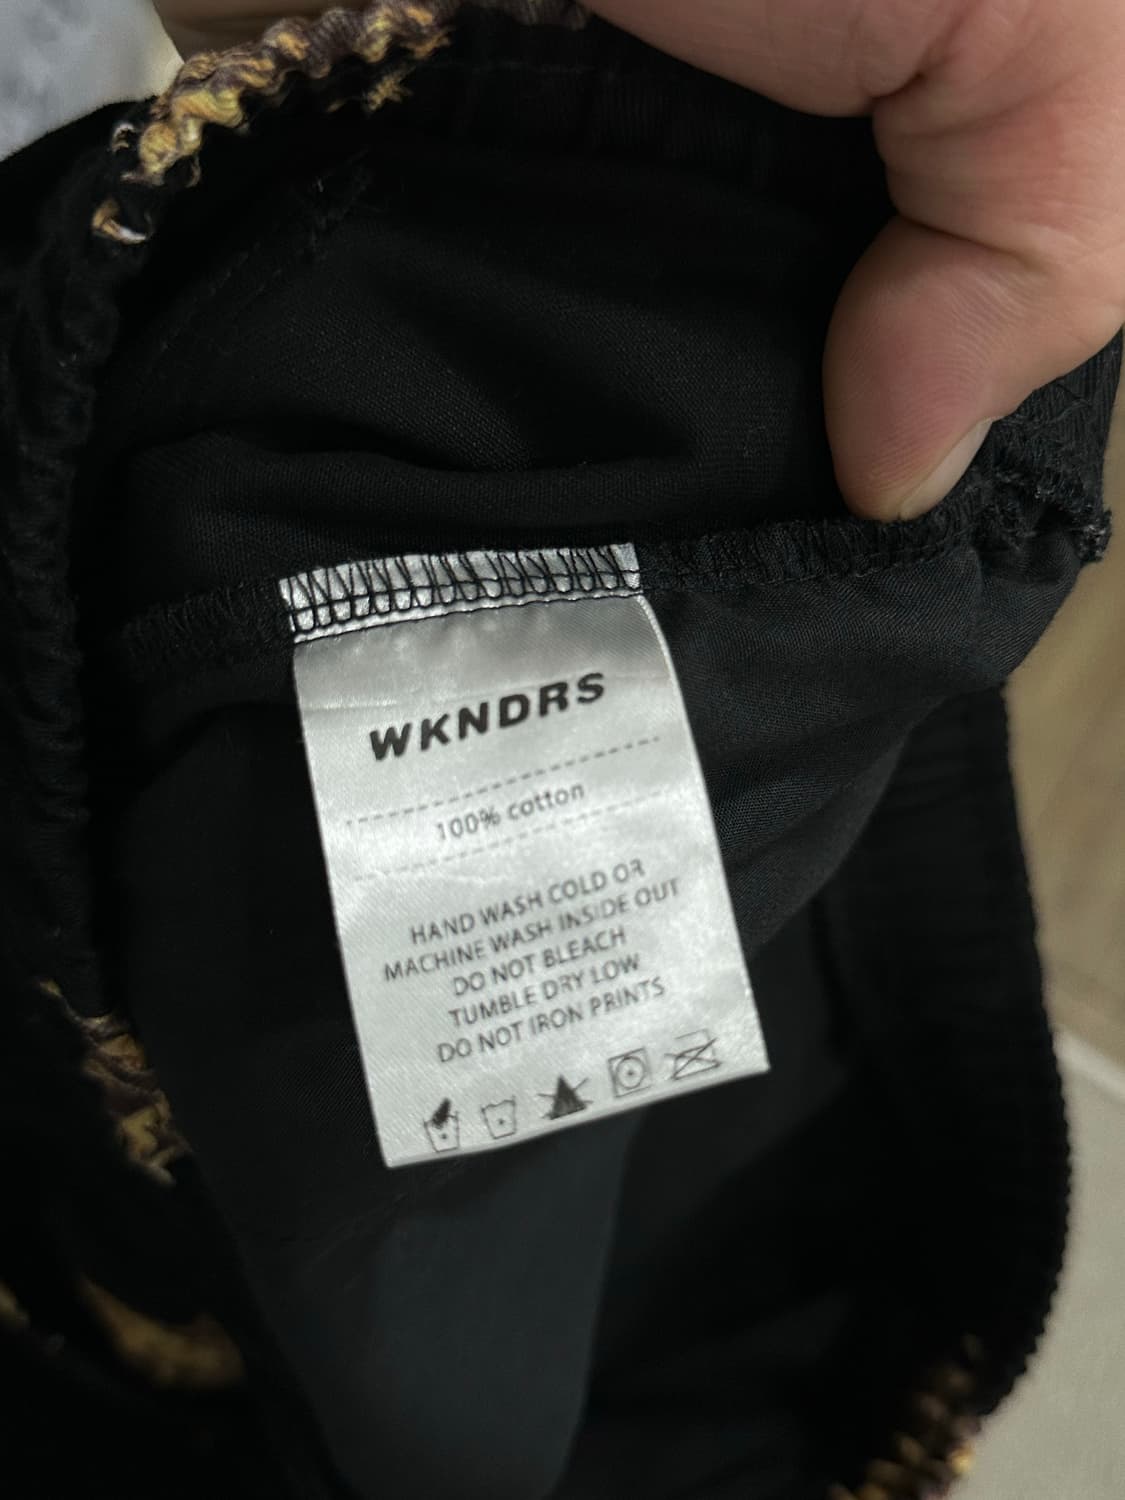 WKNDRS
100% cotton
HAND WASH COLD OR
MACHINE WASH INSIDE OUT
DO NOT BLEACH
TUMBLE DRY LOW
DO NOT IRON PRINTS